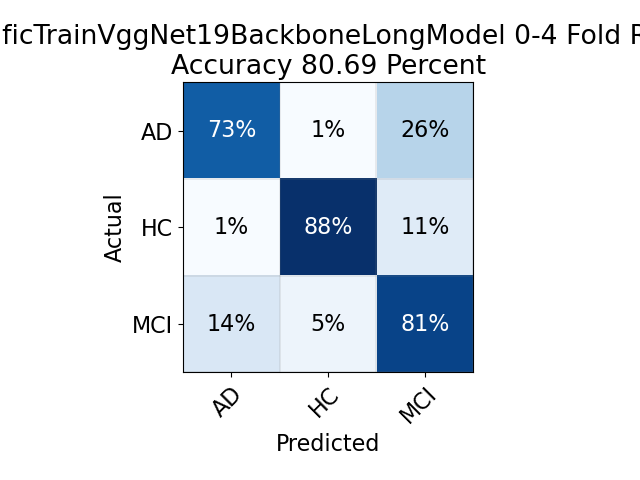 ficTrainVggNet19BackboneLongModel 0-4 Fold
Accuracy 80.69 Percent
AD 73% 1% 26%
Actual
HC 1% 88% 11%
MCI 14% 5% 81%
AD HC MCI
Predicted